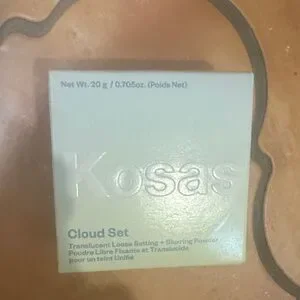 Net Wt. 20 g / 0.705oz. (Poids Net)
Kosas
Cloud Set
Translucent Loose Setting + Blurring Powder
Poudre Libre Fixante et Translucide
pour un teint Unifié